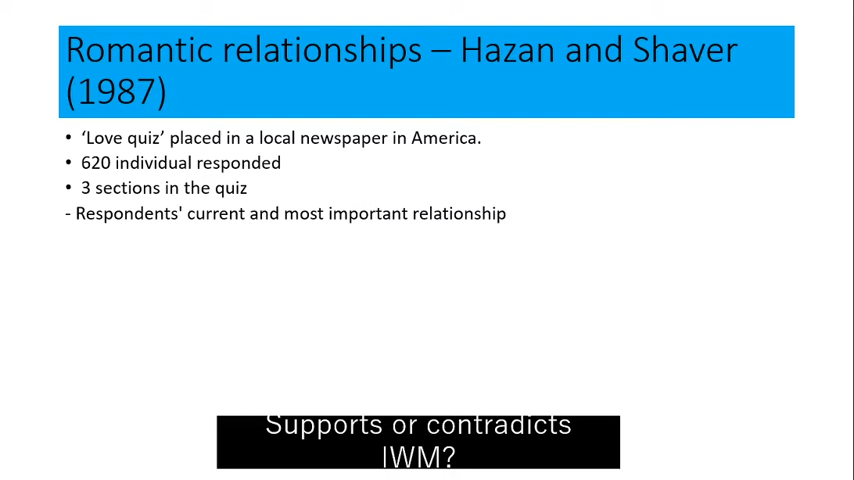 Romantic relationships – Hazan and Shaver
(1987)
• ‘Love quiz’ placed in a local newspaper in America.
• 620 individual responded
• 3 sections in the quiz
- Respondents' current and most important relationship
Supports or contradicts
IWM?